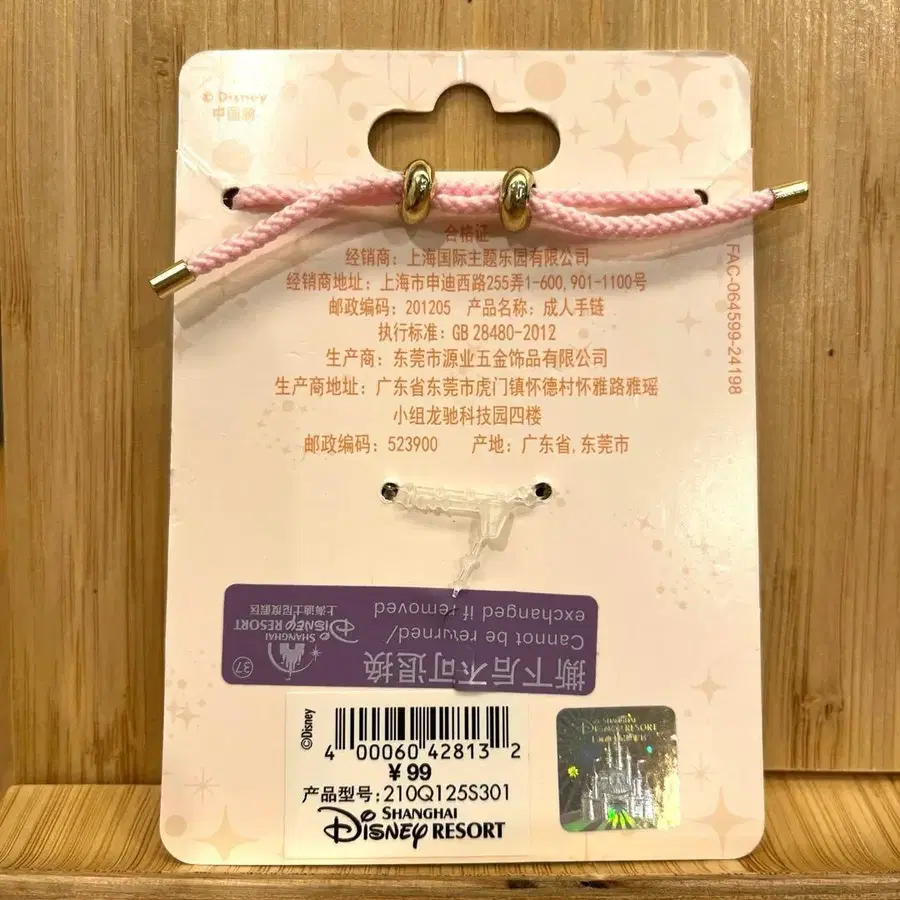 © Disney
中国制
合格证
经销商：上海国际主题乐园有限公司
经销商地址：上海市申迪西路255弄1-600,901-1100号
邮政编码：201205 产品名称：成人手链
执行标准：GB 28480-2012
生产商：东莞市源业五金饰品有限公司
生产商地址：广东省东莞市虎门镇怀德村怀雅路雅瑶
小组龙驰科技园四楼
邮政编码：523900 产地：广东省,东莞市
FAC-064599-24198
撕下后不可退换
Cannot be returned/
exchanged if removed
37
SHANGHAI
Disney RESORT
上海迪士尼度假区
©Disney
4 00060 42813 2
¥ 99
产品型号:210Q125S301
SHANGHAI
Disney RESORT
SHANGHAI
Disney RESORT